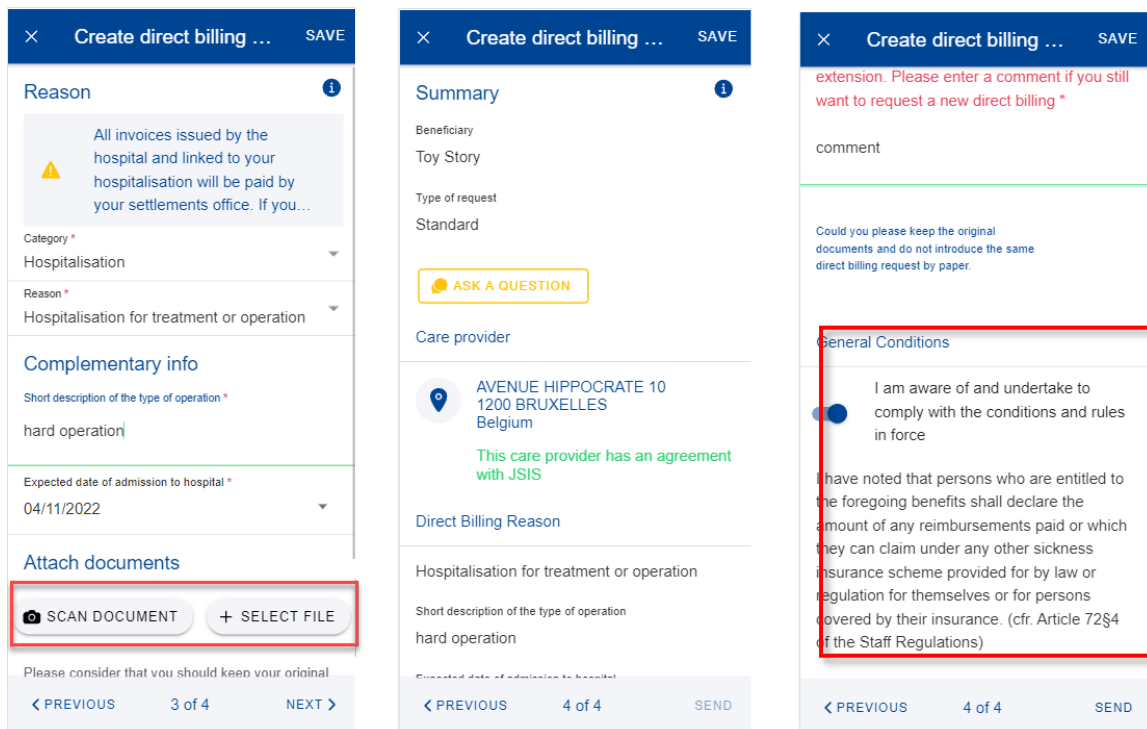 Create direct billing ... SAVE
Reason
All invoices issued by the
hospital and linked to your
hospitalisation will be paid by
your settlements office. If you...
Category *
Hospitalisation
Reason *
Hospitalisation for treatment or operation
Complementary info
Short description of the type of operation *
hard operation
Expected date of admission to hospital *
04/11/2022
Attach documents
SCAN DOCUMENT + SELECT FILE
Please consider that you should keep your original
PREVIOUS 3 of 4 NEXT
Create direct billing ... SAVE
Summary
Beneficiary
Toy Story
Type of request
Standard
ASK A QUESTION
Care provider
AVENUE HIPPOCRATE 10
1200 BRUXELLES
Belgium
This care provider has an agreement
with JSIS
Direct Billing Reason
Hospitalisation for treatment or operation
Short description of the type of operation
hard operation
Expected date of admission to hospital
PREVIOUS 4 of 4 SEND
Create direct billing ... SAVE
extension. Please enter a comment if you still
want to request a new direct billing *
comment
Could you please keep the original
documents and do not introduce the same
direct billing request by paper.
General Conditions
I am aware of and undertake to
comply with the conditions and rules
in force
I have noted that persons who are entitled to
the foregoing benefits shall declare the
amount of any reimbursements paid or which
they can claim under any other sickness
insurance scheme provided for by law or
regulation for themselves or for persons
covered by their insurance. (cfr. Article 72§4
of the Staff Regulations)
PREVIOUS 4 of 4 SEND